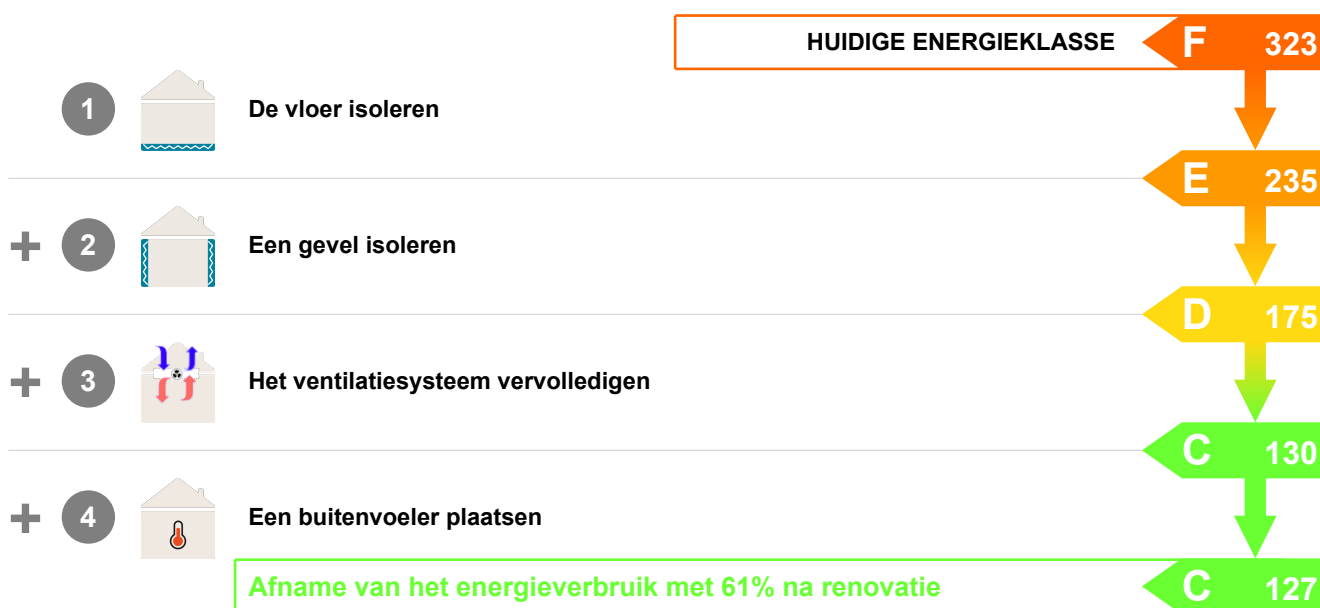 HUIDIGE ENERGIEKLASSE F 323
1 De vloer isoleren
E 235
+ 2 Een gevel isoleren
D 175
+ 3 Het ventilatiesysteem vervolledigen
C 130
+ 4 Een buitenvoeler plaatsen
Afname van het energieverbruik met 61% na renovatie C 127